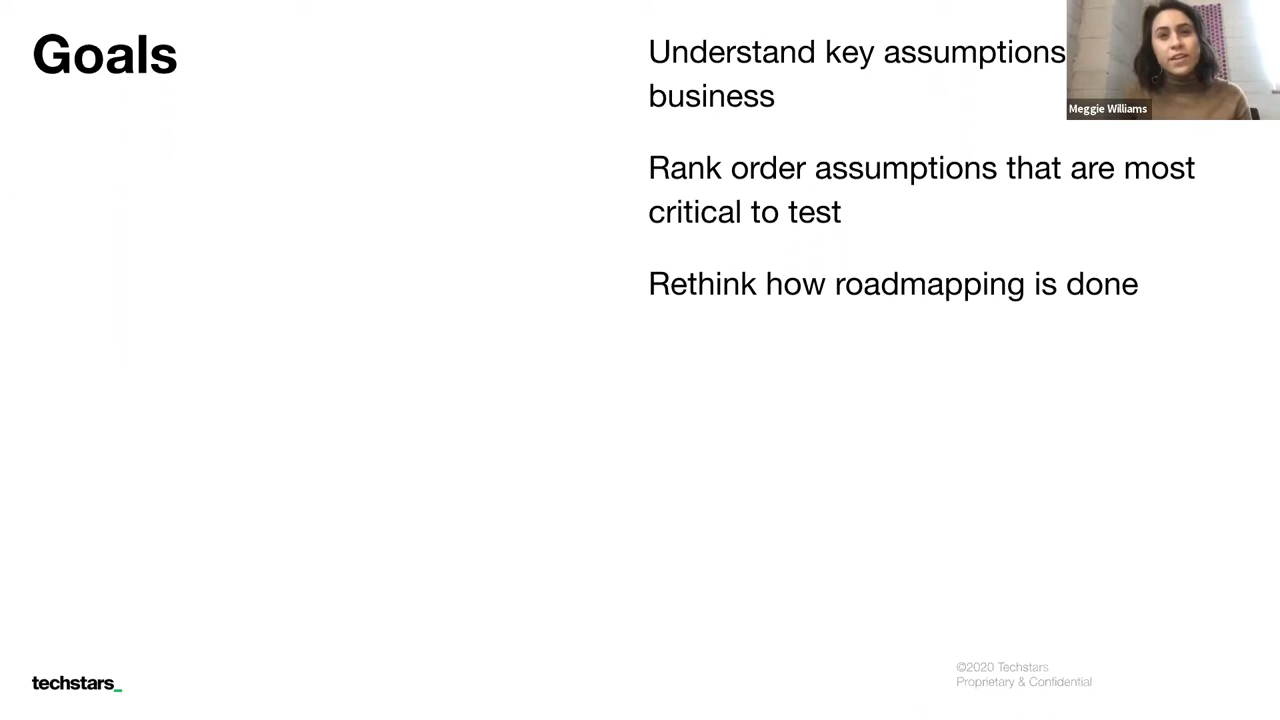 Goals
Understand key assumptions
business
Rank order assumptions that are most
critical to test
Rethink how roadmapping is done
Meggie Williams
techstars_
©2020 Techstars
Proprietary & Confidential